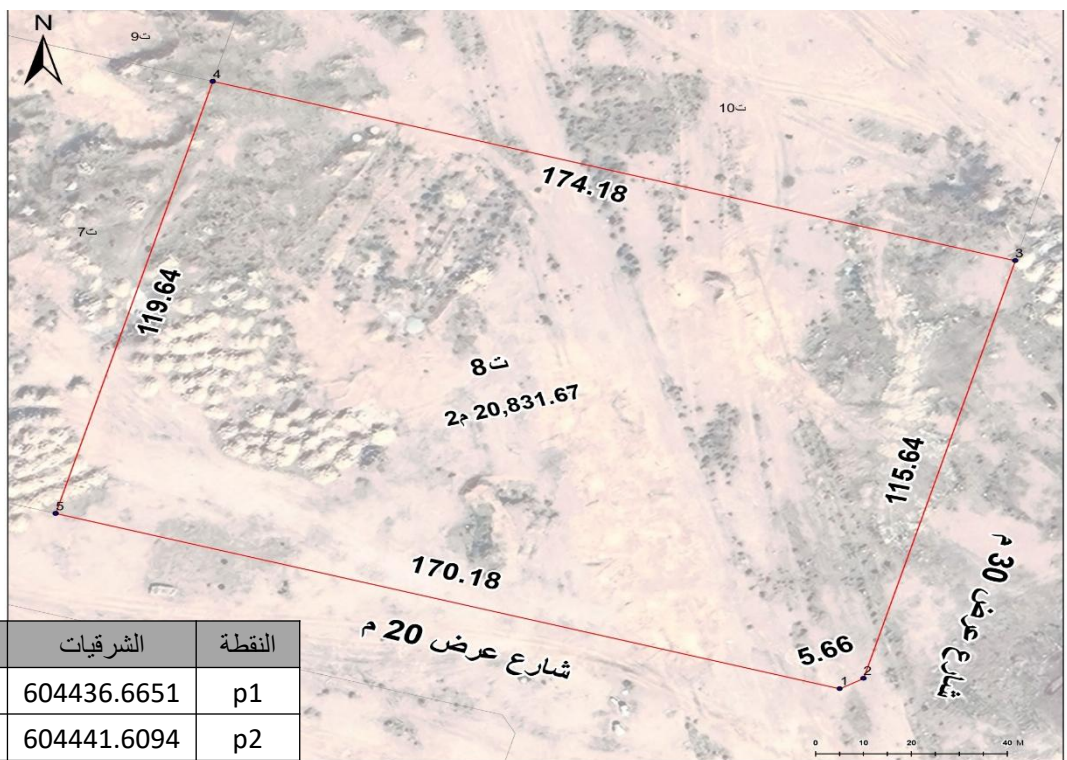 N
ت9
4
ت10
174.18
ت7
3
119.64
ت8
20,831.67 م2
115.64
5
170.18
شارع عرض 30 م
شارع عرض 20 م
5.66
1
2
النقطة الشرقيات
p1 604436.6651
p2 604441.6094
0 10 20 40 M